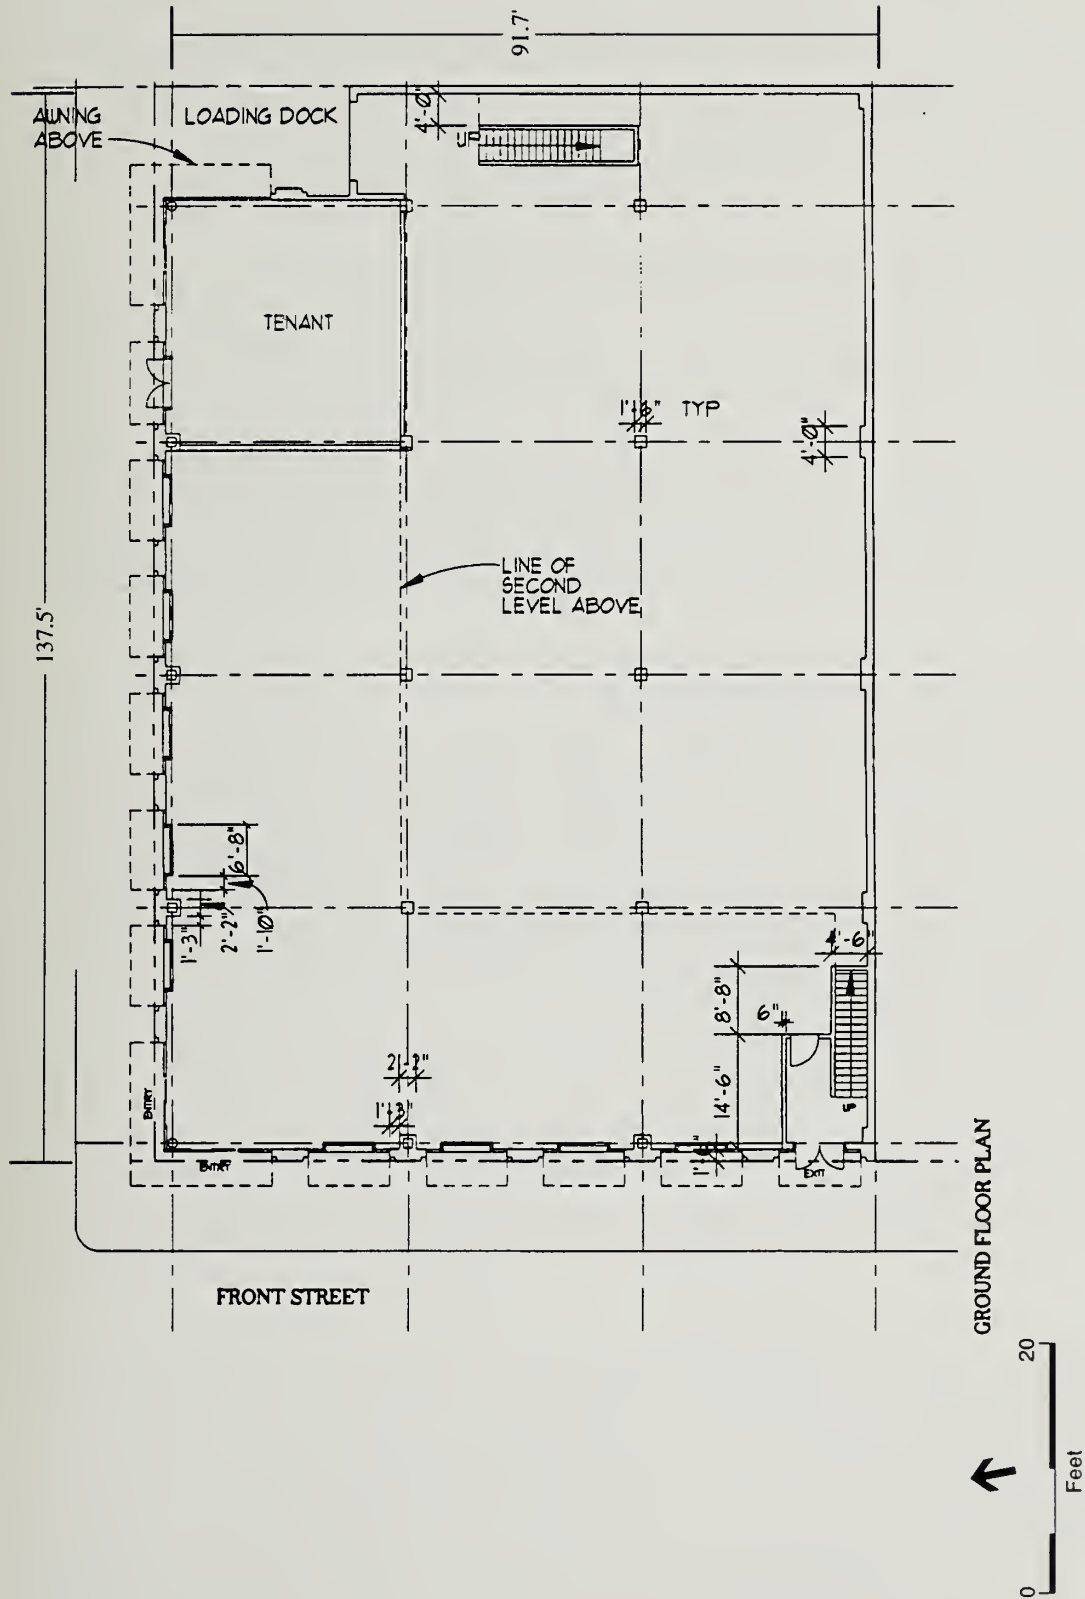 91.7'
137.5'
AWNING
ABOVE
LOADING DOCK
4'-0"
UP
TENANT
1'-6" TYP
4'-0"
LINE OF
SECOND
LEVEL ABOVE
6'-8"
1'-3"
2'-2"
1'-10"
4'-6"
8'-8"
6"
2'-2"
1'-3"
14'-6"
UP
ENTRY
ENTRY
EXIT
FRONT STREET
GROUND FLOOR PLAN
0
20
Feet